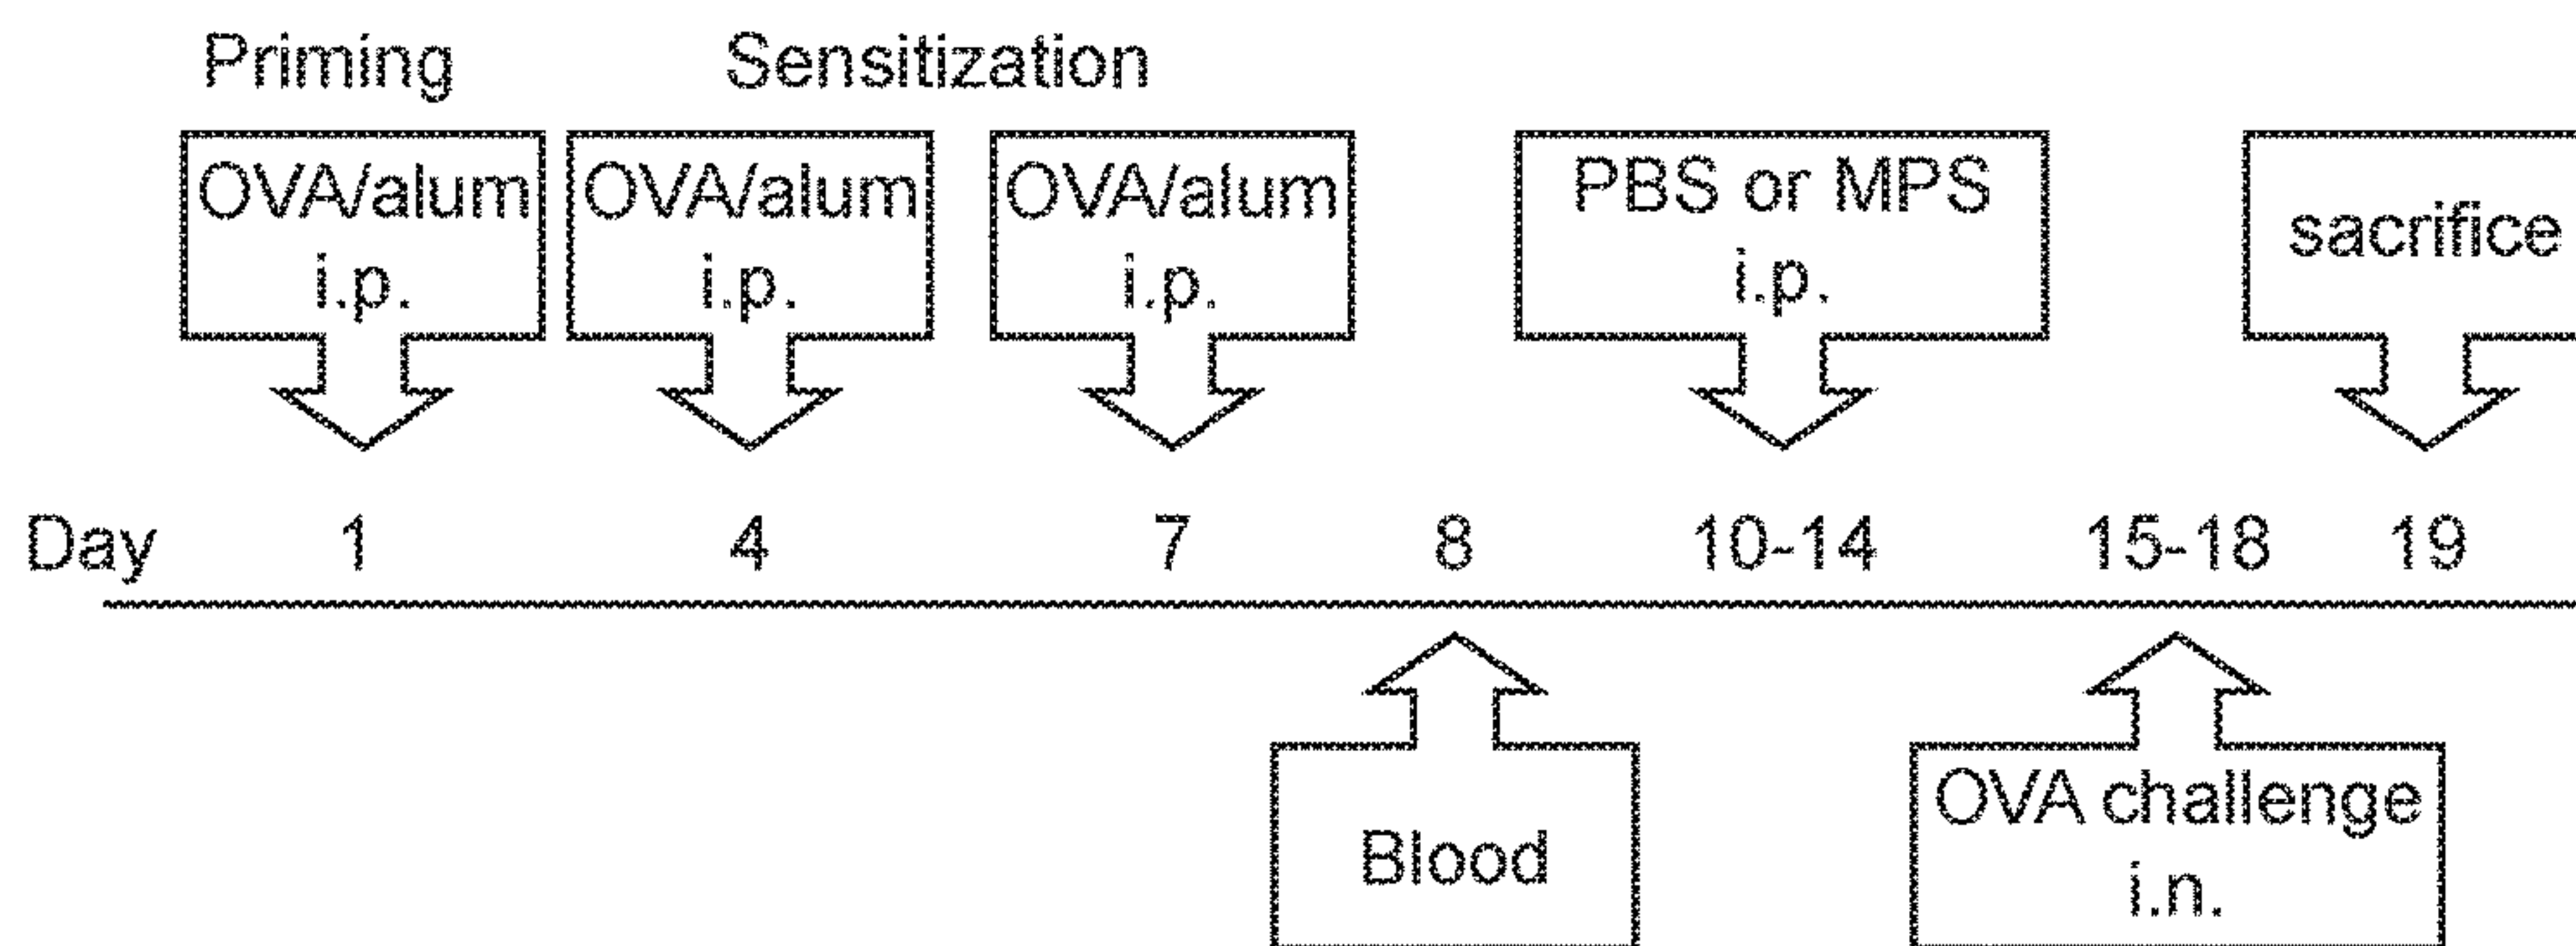 Priming Sensitization
OVA/alum OVA/alum OVA/alum PBS or MPS sacrifice
i.p. i.p. i.p. i.p.
Day 1 4 7 8 10-14 15-18 19
Blood OVA challenge
i.n.